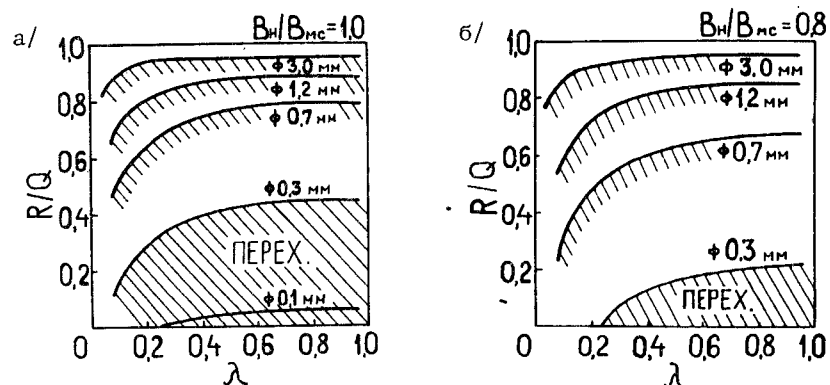 а/
Bн/Bмс=1,0
1,0
0,8
0,6
0,4
0,2
R/Q
ф 3,0 мм
ф 1,2 мм
ф 0,7 мм
ф 0,3 мм
ПЕРЕХ.
ф 0,1 мм
0 0,2 0,4 0,6 0,8 1,0
λ
б/
Bн/Bмс=0,8
1,0
0,8
0,6
0,4
0,2
R/Q
ф 3.0 мм
ф 1,2 мм
ф 0,7 мм
ф 0,3 мм
ПЕРЕХ.
0 0,2 0,4 0,6 0,8 1,0
λ